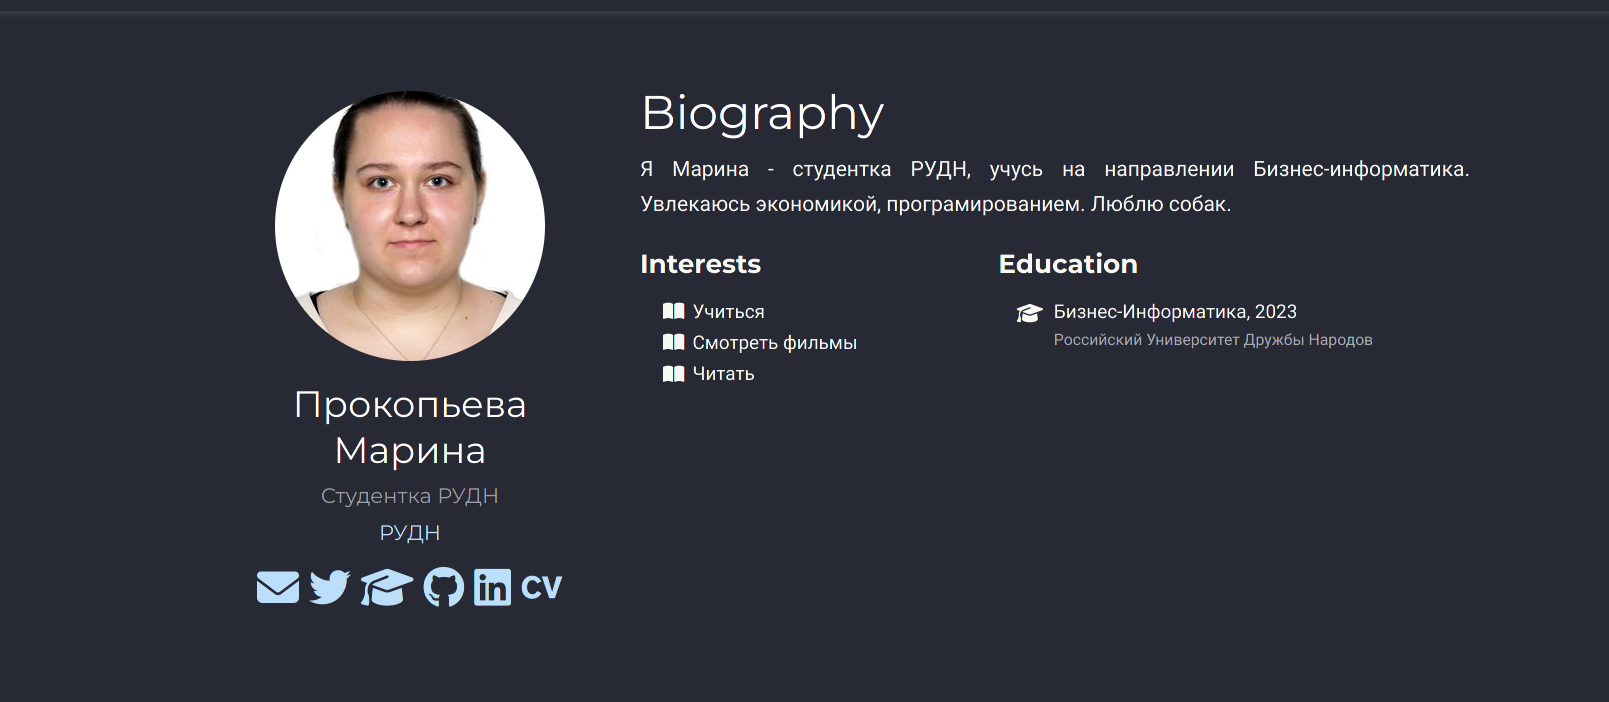 Biography
Я Марина - студентка РУДН, учусь на направлении Бизнес-информатика.
Увлекаюсь экономикой, програмированием. Люблю собак.
Interests
Учиться
Смотреть фильмы
Читать
Education
Бизнес-Информатика, 2023
Российский Университет Дружбы Народов
Прокопьева
Марина
Студентка РУДН
РУДН
in
CV